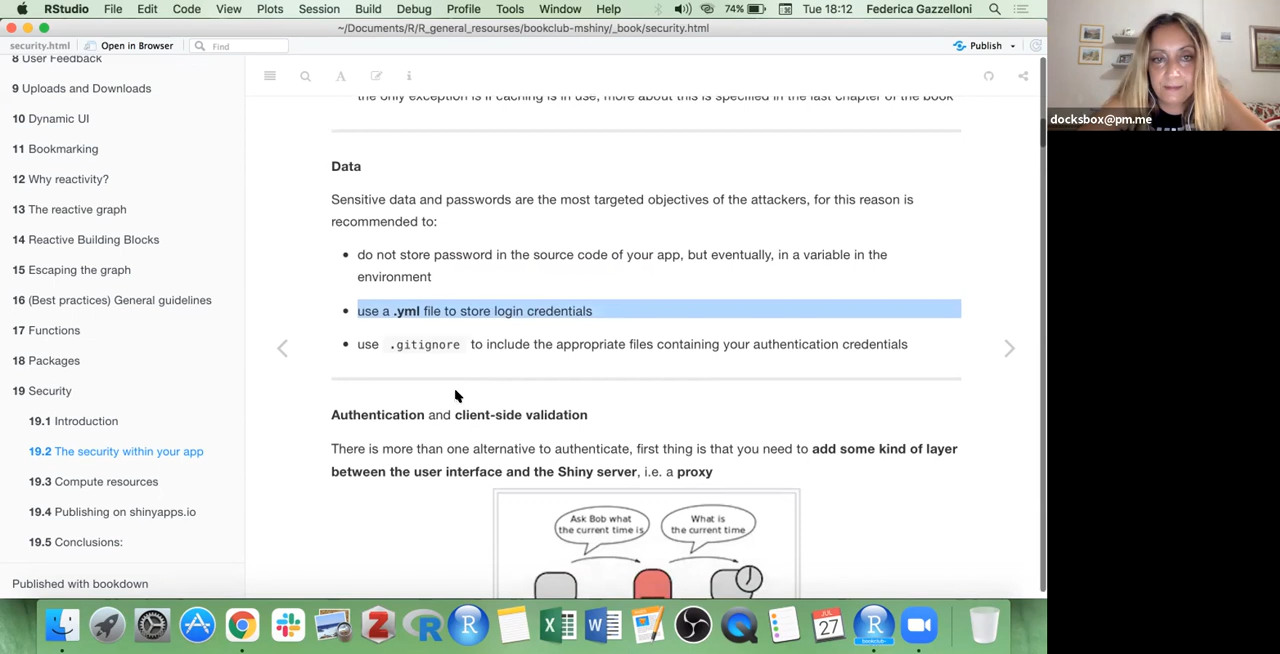 RStudio File Edit Code View Plots Session Build Debug Profile Tools Window Help 74% Tue 18:12 Federica Gazzelloni
~/Documents/R/R_general_resourses/bookclub-mshiny/_book/security.html
security.html Open in Browser Find Publish
8 User Feedback
9 Uploads and Downloads
10 Dynamic UI
11 Bookmarking
12 Why reactivity?
13 The reactive graph
14 Reactive Building Blocks
15 Escaping the graph
16 (Best practices) General guidelines
17 Functions
18 Packages
19 Security
19.1 Introduction
19.2 The security within your app
19.3 Compute resources
19.4 Publishing on shinyapps.io
19.5 Conclusions:
Published with bookdown
the only exception is if caching is in use, more about this is specified in the last chapter of the book
Data
Sensitive data and passwords are the most targeted objectives of the attackers, for this reason is
recommended to:
do not store password in the source code of your app, but eventually, in a variable in the
environment
use a .yml file to store login credentials
use .gitignore to include the appropriate files containing your authentication credentials
Authentication and client-side validation
There is more than one alternative to authenticate, first thing is that you need to add some kind of layer
between the user interface and the Shiny server, i.e. a proxy
Ask Bob what
the current time is
What is
the current time
docksbox@pm.me
JUL
27
bookclub-